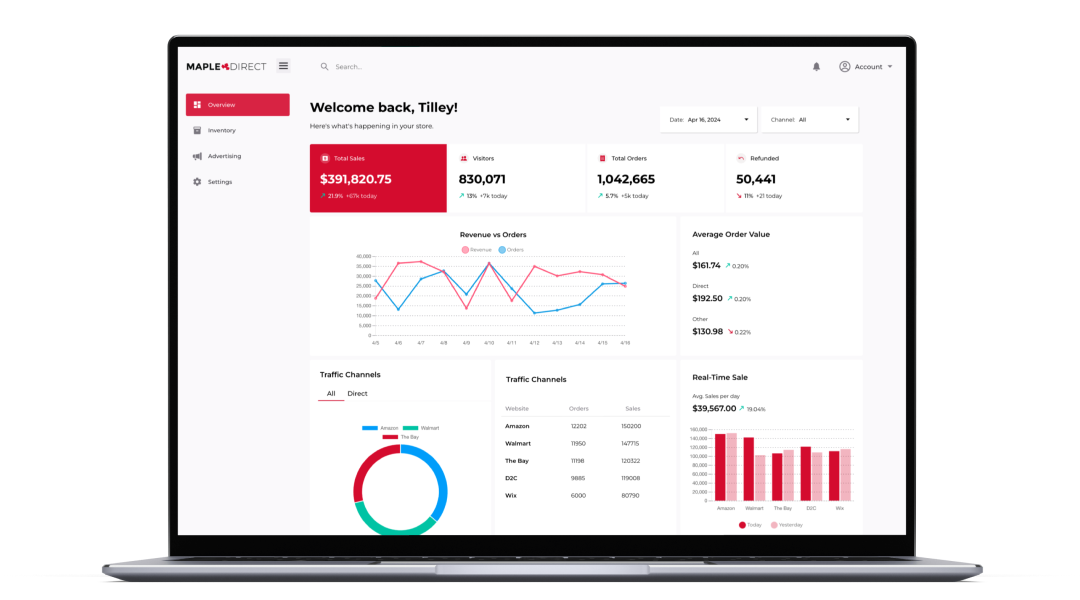 MAPLE DIRECT
Search...
Account
Overview
Inventory
Advertising
Settings
Welcome back, Tilley!
Here's what's happening in your store.
Date: Apr 16, 2024
Channel: All
Total Sales
$391,820.75
21.9% +67k today
Visitors
830,071
13% +7k today
Total Orders
1,042,665
5.7% +5k today
Refunded
50,441
11% +21 today
Revenue vs Orders
Revenue Orders
40,000
35,000
30,000
25,000
20,000
15,000
10,000
5,000
0
4/5 4/6 4/7 4/8 4/9 4/10 4/11 4/12 4/13 4/14 4/15 4/16
Average Order Value
All
$161.74 0.20%
Direct
$192.50 0.20%
Other
$130.98 0.22%
Traffic Channels
All Direct
Amazon Walmart
The Bay
Traffic Channels
Website Orders Sales
Amazon 12202 150200
Walmart 11950 147715
The Bay 11198 120322
D2C 9885 119008
Wix 6000 80790
Real-Time Sale
Avg. Sales per day
$39,567.00 19.04%
160,000
140,000
120,000
100,000
80,000
60,000
40,000
20,000
0
Amazon Walmart The Bay D2C Wix
Today Yesterday